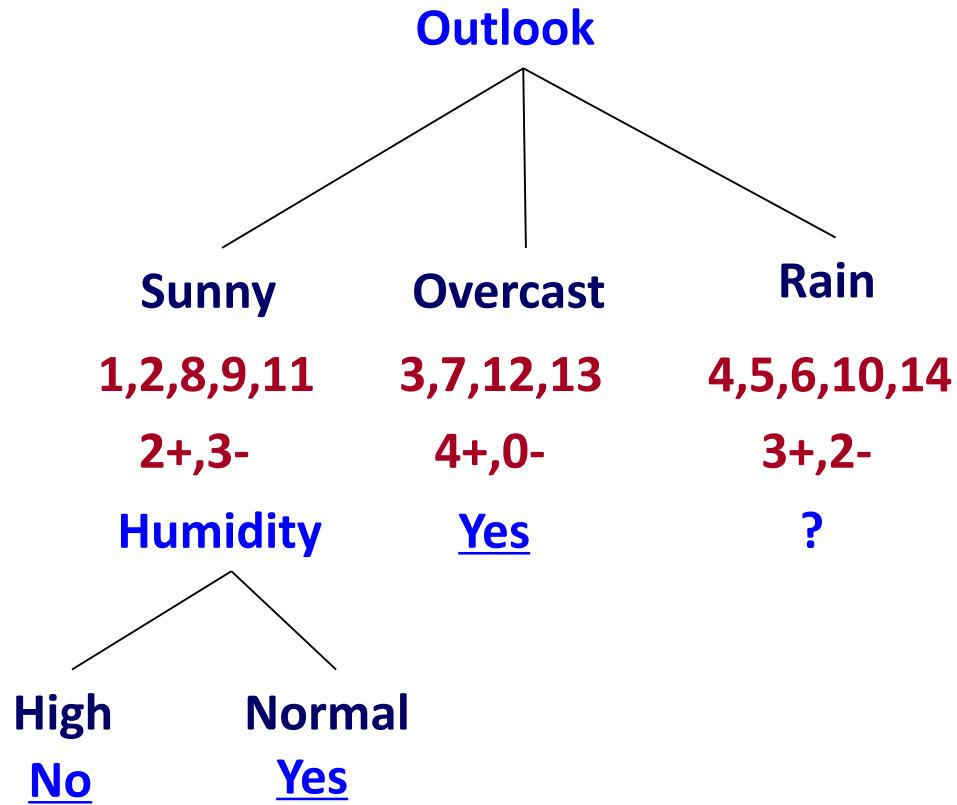 Outlook
Sunny Overcast Rain
1,2,8,9,11 3,7,12,13 4,5,6,10,14
2+,3- 4+,0- 3+,2-
Humidity Yes ?
High Normal
No Yes